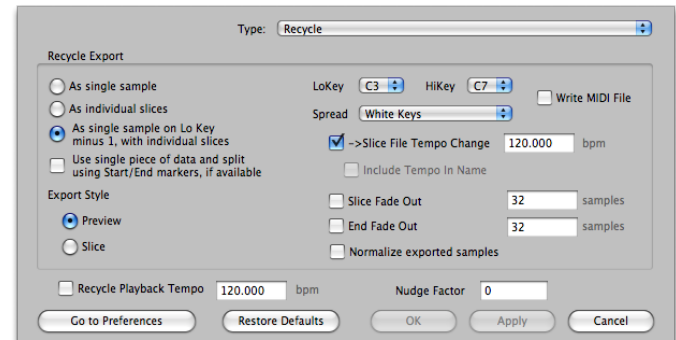 Type: Recycle
Recycle Export
As single sample
As individual slices
As single sample on Lo Key
minus 1, with individual slices
Use single piece of data and split
using Start/End markers, if available
Export Style
Preview
Slice
LoKey C3 HiKey C7
Write MIDI File
Spread White Keys
->Slice File Tempo Change 120.000 bpm
Include Tempo In Name
Slice Fade Out 32 samples
End Fade Out 32 samples
Normalize exported samples
Recycle Playback Tempo 120.000 bpm Nudge Factor 0
Go to Preferences Restore Defaults OK Apply Cancel